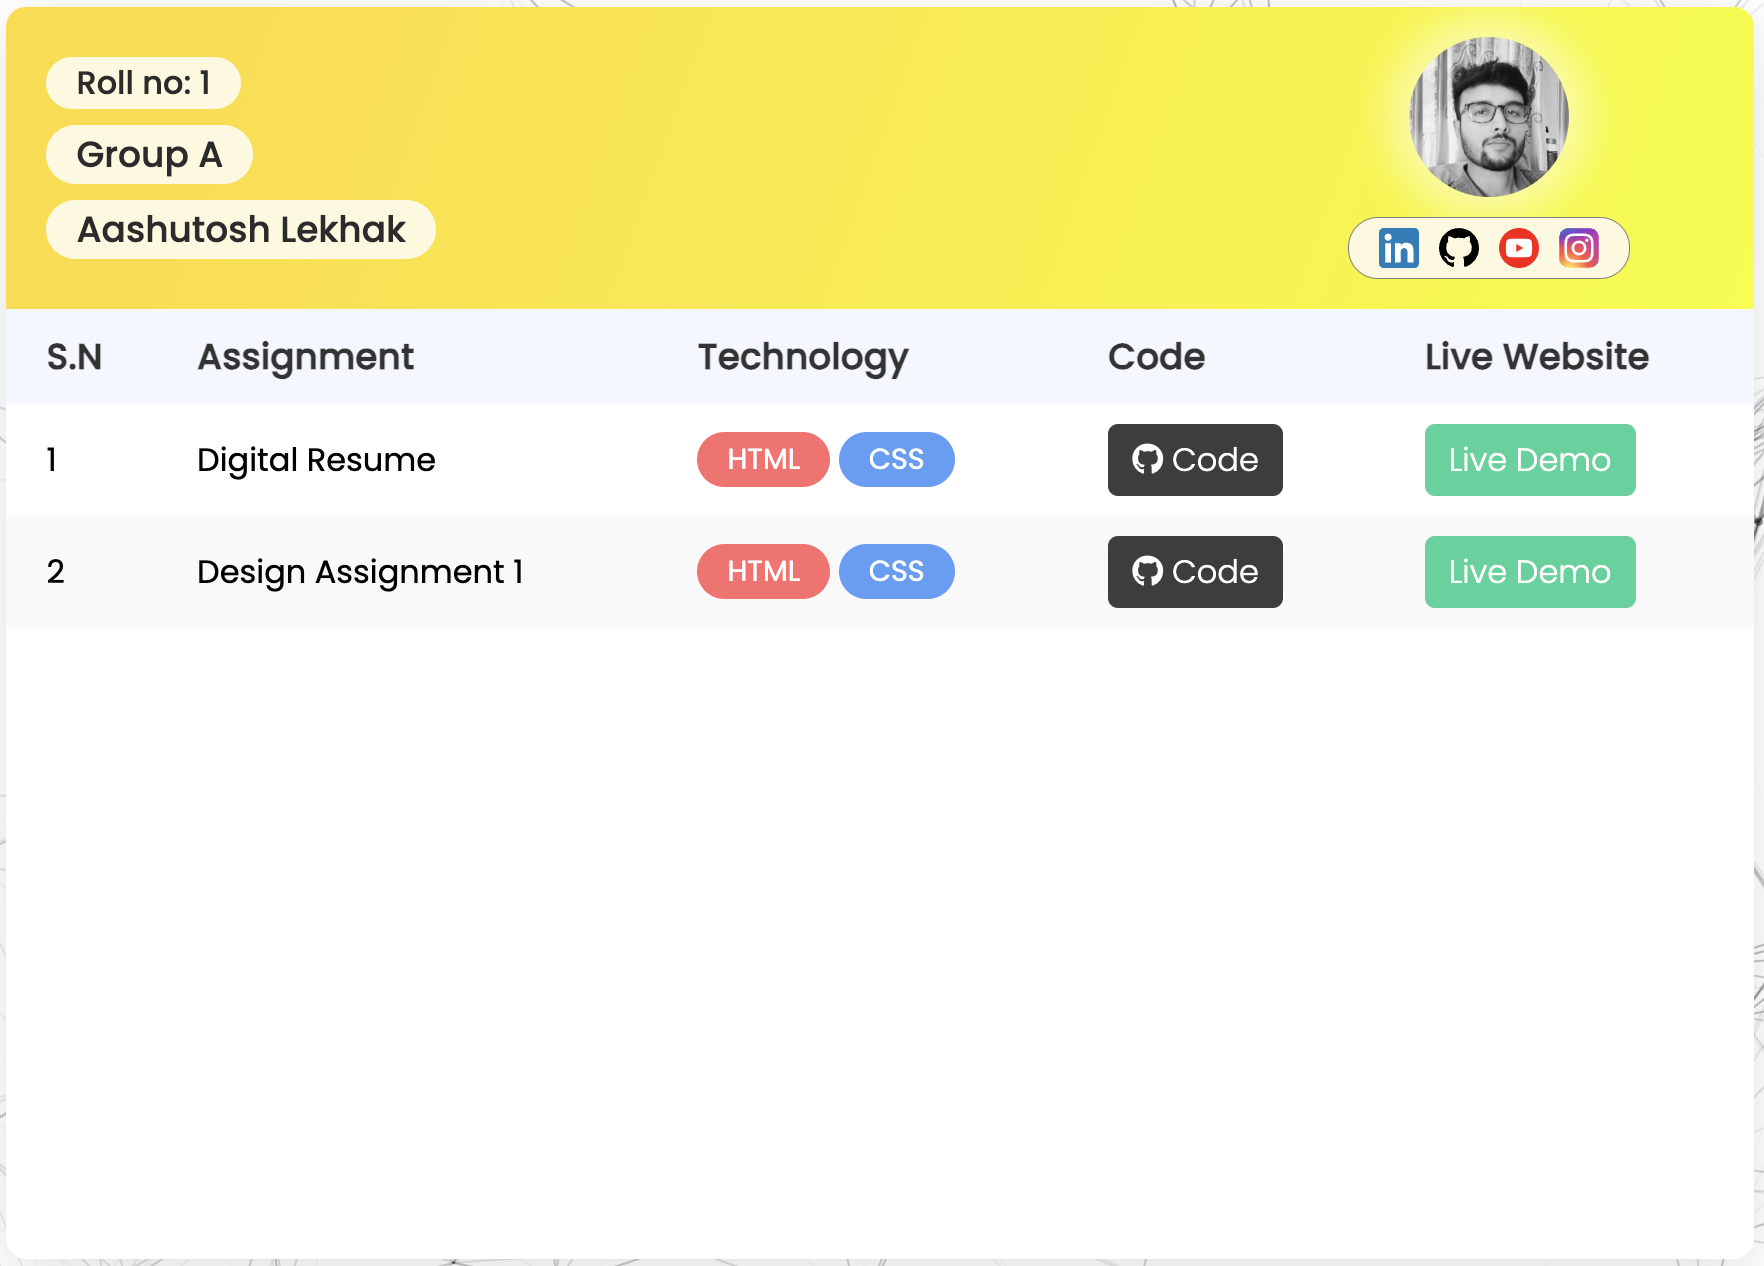 Roll no: 1
Group A
Aashutosh Lekhak
in
S.N Assignment Technology Code Live Website
1 Digital Resume HTML CSS Code Live Demo
2 Design Assignment 1 HTML CSS Code Live Demo